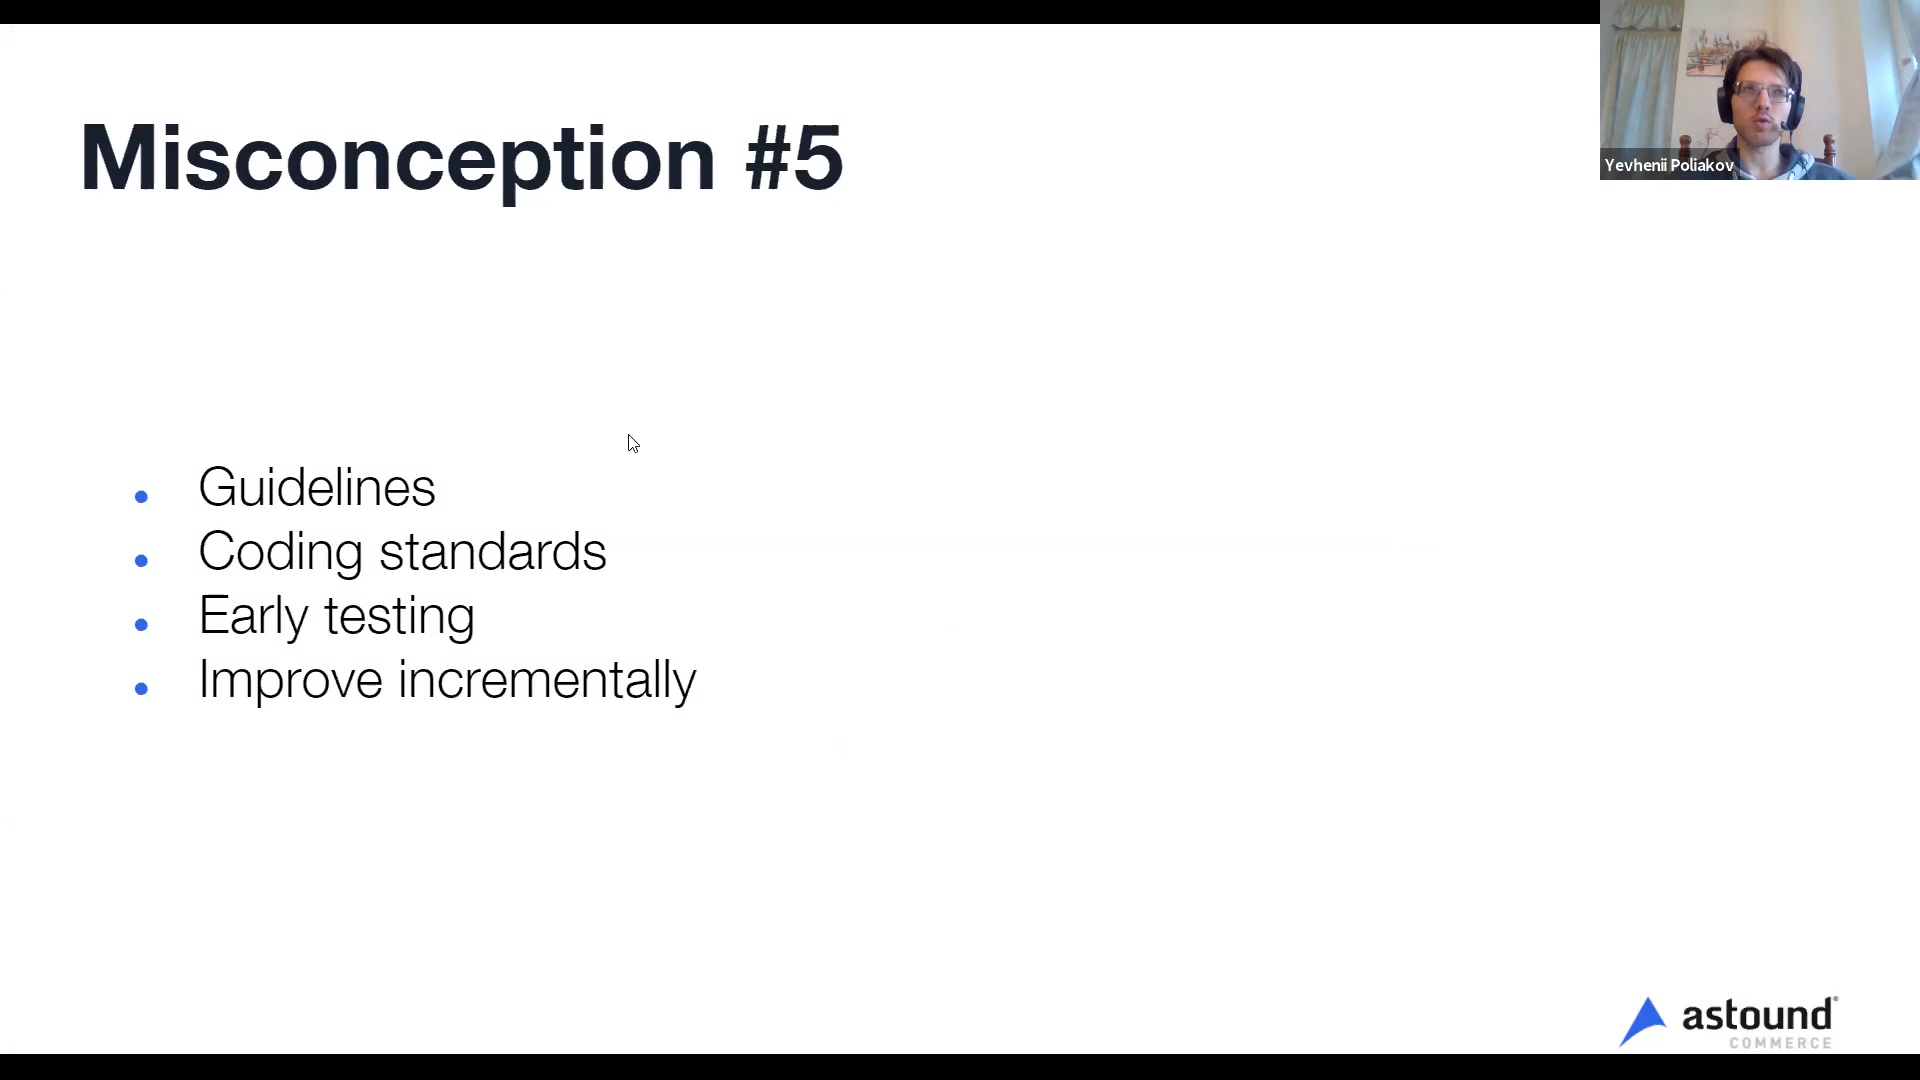 Misconception #5
Yevhenii Poliakov
Guidelines
Coding standards
Early testing
Improve incrementally
astound®
COMMERCE